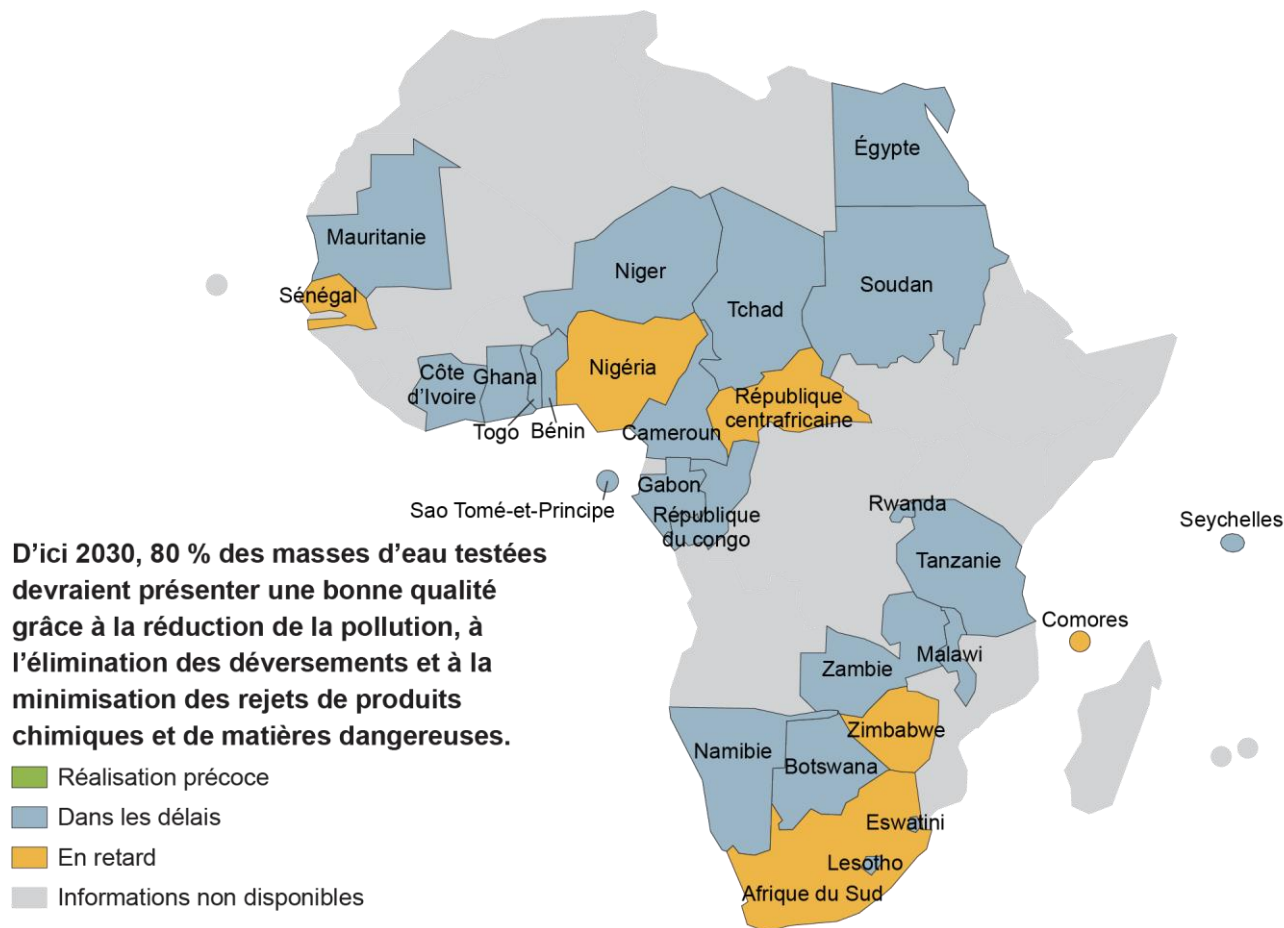 Égypte
Mauritanie
Niger
Soudan
Sénégal
Tchad
Nigéria
Côte
d’Ivoire
Ghana
République
centrafricaine
Togo
Bénin
Cameroun
Gabon
Sao Tomé-et-Principe
République
du congo
Rwanda
Seychelles
Tanzanie
Comores
Malawi
Zambie
Zimbabwe
Namibie
Botswana
Eswatini
Lesotho
Afrique du Sud
D’ici 2030, 80 % des masses d’eau testées
devraient présenter une bonne qualité
grâce à la réduction de la pollution, à
l’élimination des déversements et à la
minimisation des rejets de produits
chimiques et de matières dangereuses.
Réalisation précoce
Dans les délais
En retard
Informations non disponibles